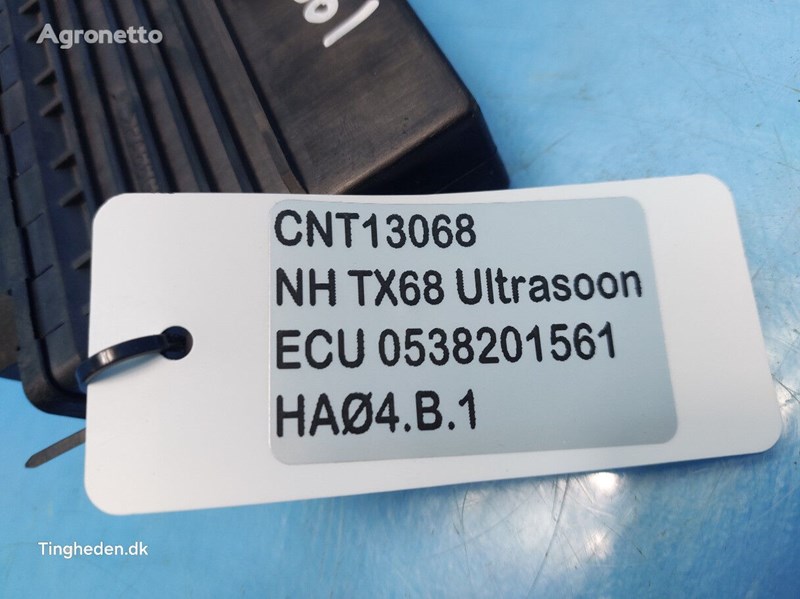 Agronetto
CNT13068
NH TX68 Ultrasoon
ECU 0538201561
HAØ4.B.1
Tingheden.dk